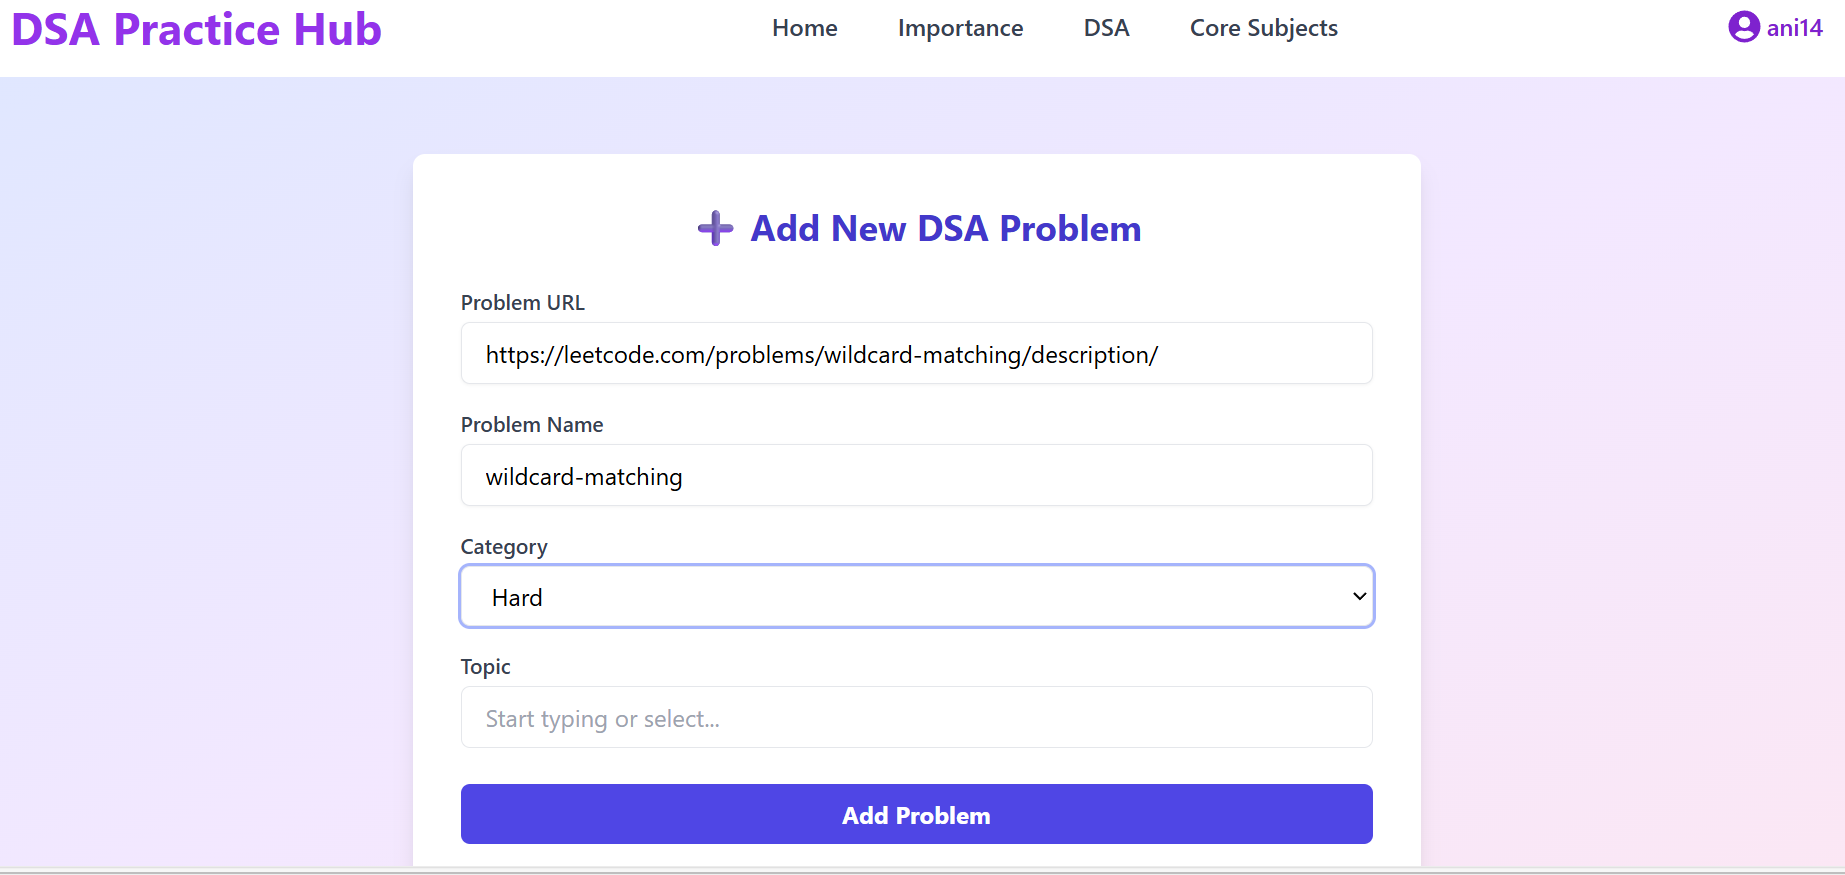 DSA Practice Hub
Home Importance DSA Core Subjects
ani14
Add New DSA Problem
Problem URL
https://leetcode.com/problems/wildcard-matching/description/
Problem Name
wildcard-matching
Category
Hard
Topic
Start typing or select...
Add Problem